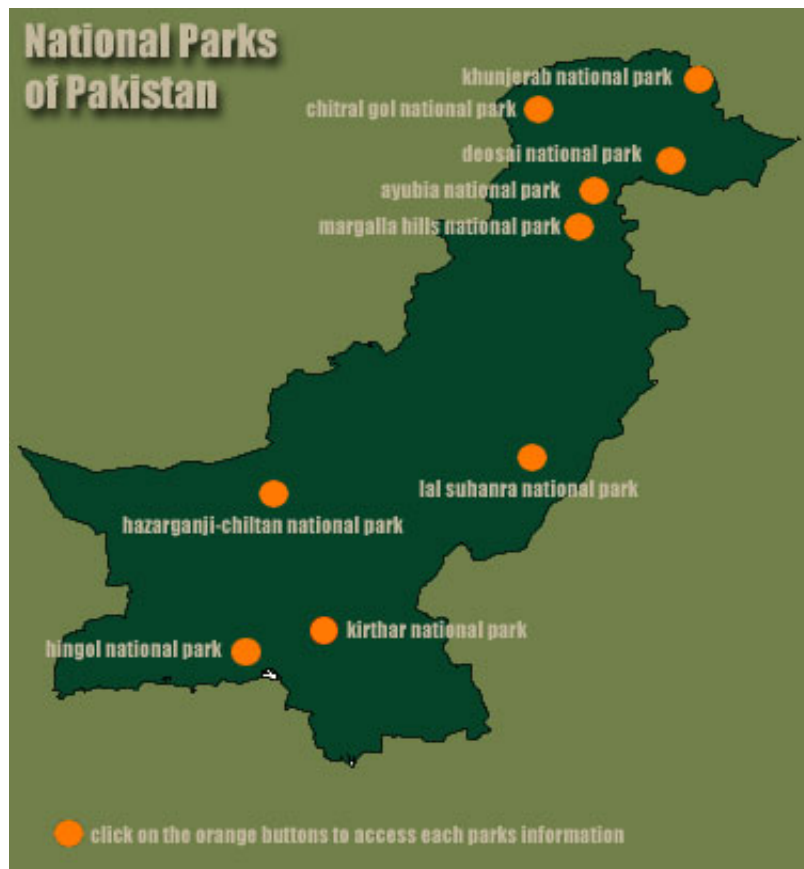 National Parks
of Pakistan
khunjerab national park
chitral gol national park
deosai national park
ayubia national park
margalla hills national park
lal suhanra national park
hazarganji-chiltan national park
kirthar national park
hingol national park
click on the orange buttons to access each parks information